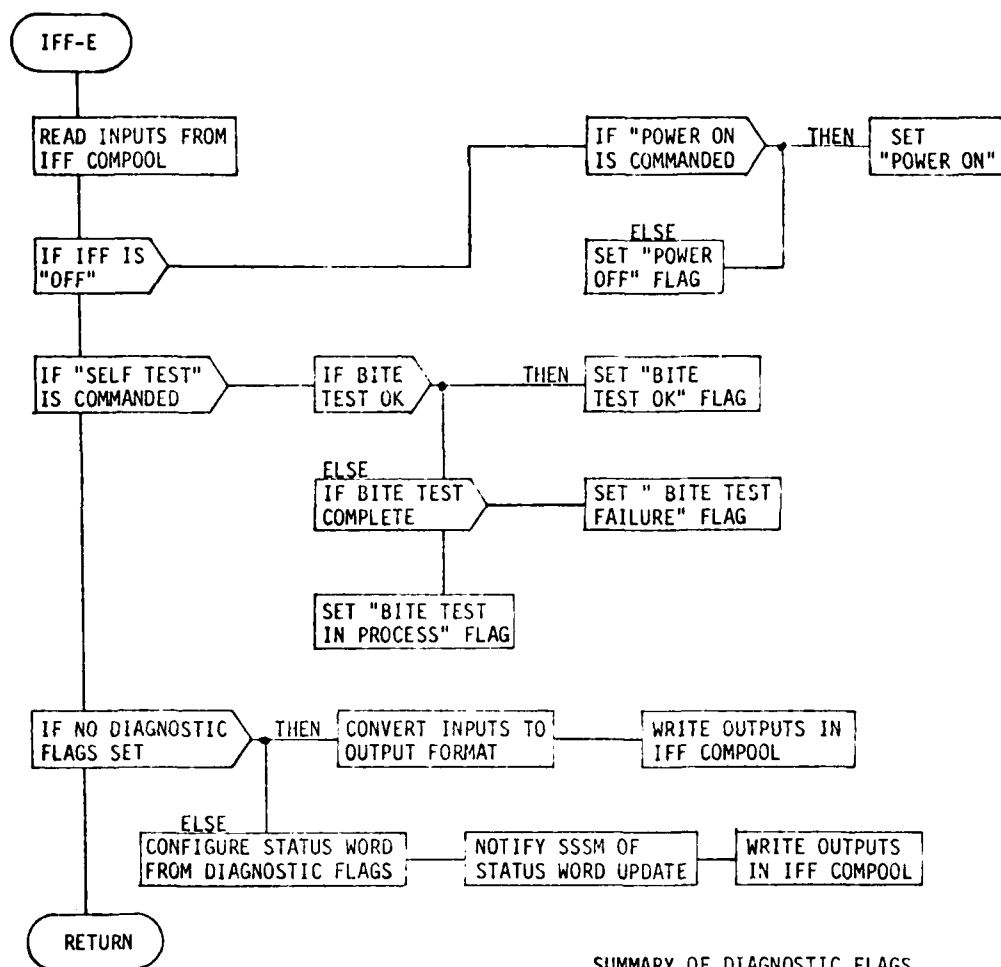 IFF-E
READ INPUTS FROM
IFF COMPOOL
IF "POWER ON
IS COMMANDED
THEN
SET
"POWER ON"
IF IFF IS
"OFF"
ELSE
SET "POWER
OFF" FLAG
IF "SELF TEST"
IS COMMANDED
IF BITE
TEST OK
THEN
SET "BITE
TEST OK" FLAG
ELSE
IF BITE TEST
COMPLETE
SET " BITE TEST
FAILURE" FLAG
SET "BITE TEST
IN PROCESS" FLAG
IF NO DIAGNOSTIC
FLAGS SET
THEN
CONVERT INPUTS TO
OUTPUT FORMAT
WRITE OUTPUTS IN
IFF COMPOOL
ELSE
CONFIGURE STATUS WORD
FROM DIAGNOSTIC FLAGS
NOTIFY SSSM OF
STATUS WORD UPDATE
WRITE OUTPUTS
IN IFF COMPOOL
RETURN
SUMMARY OF DIAGNOSTIC FLAGS